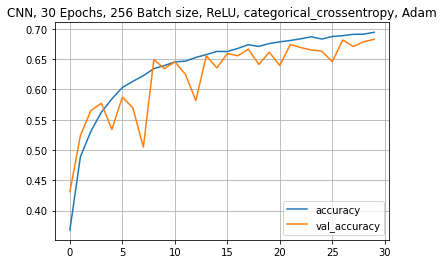 CNN, 30 Epochs, 256 Batch size, ReLU, categorical_crossentropy, Adam
0.70
0.65
0.60
0.55
0.50
0.45
0.40
accuracy
val_accuracy
0 5 10 15 20 25 30